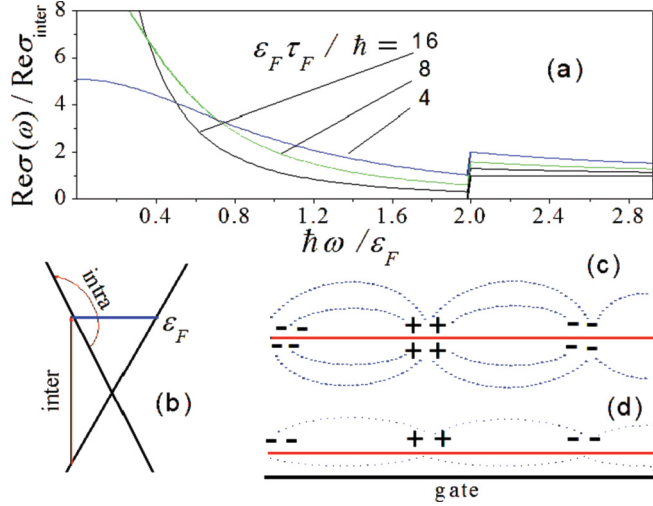 8
6
4
2
0
Reσ(ω) / Reσ_inter
ε_F τ_F / ħ = 16
8
4
(a)
0.4 0.8 1.2 1.6 2.0 2.4 2.8
ħω / ε_F
intra
ε_F
inter
(b)
(c)
- - + + - -
- - + + - -
(d)
- - + + - -
gate